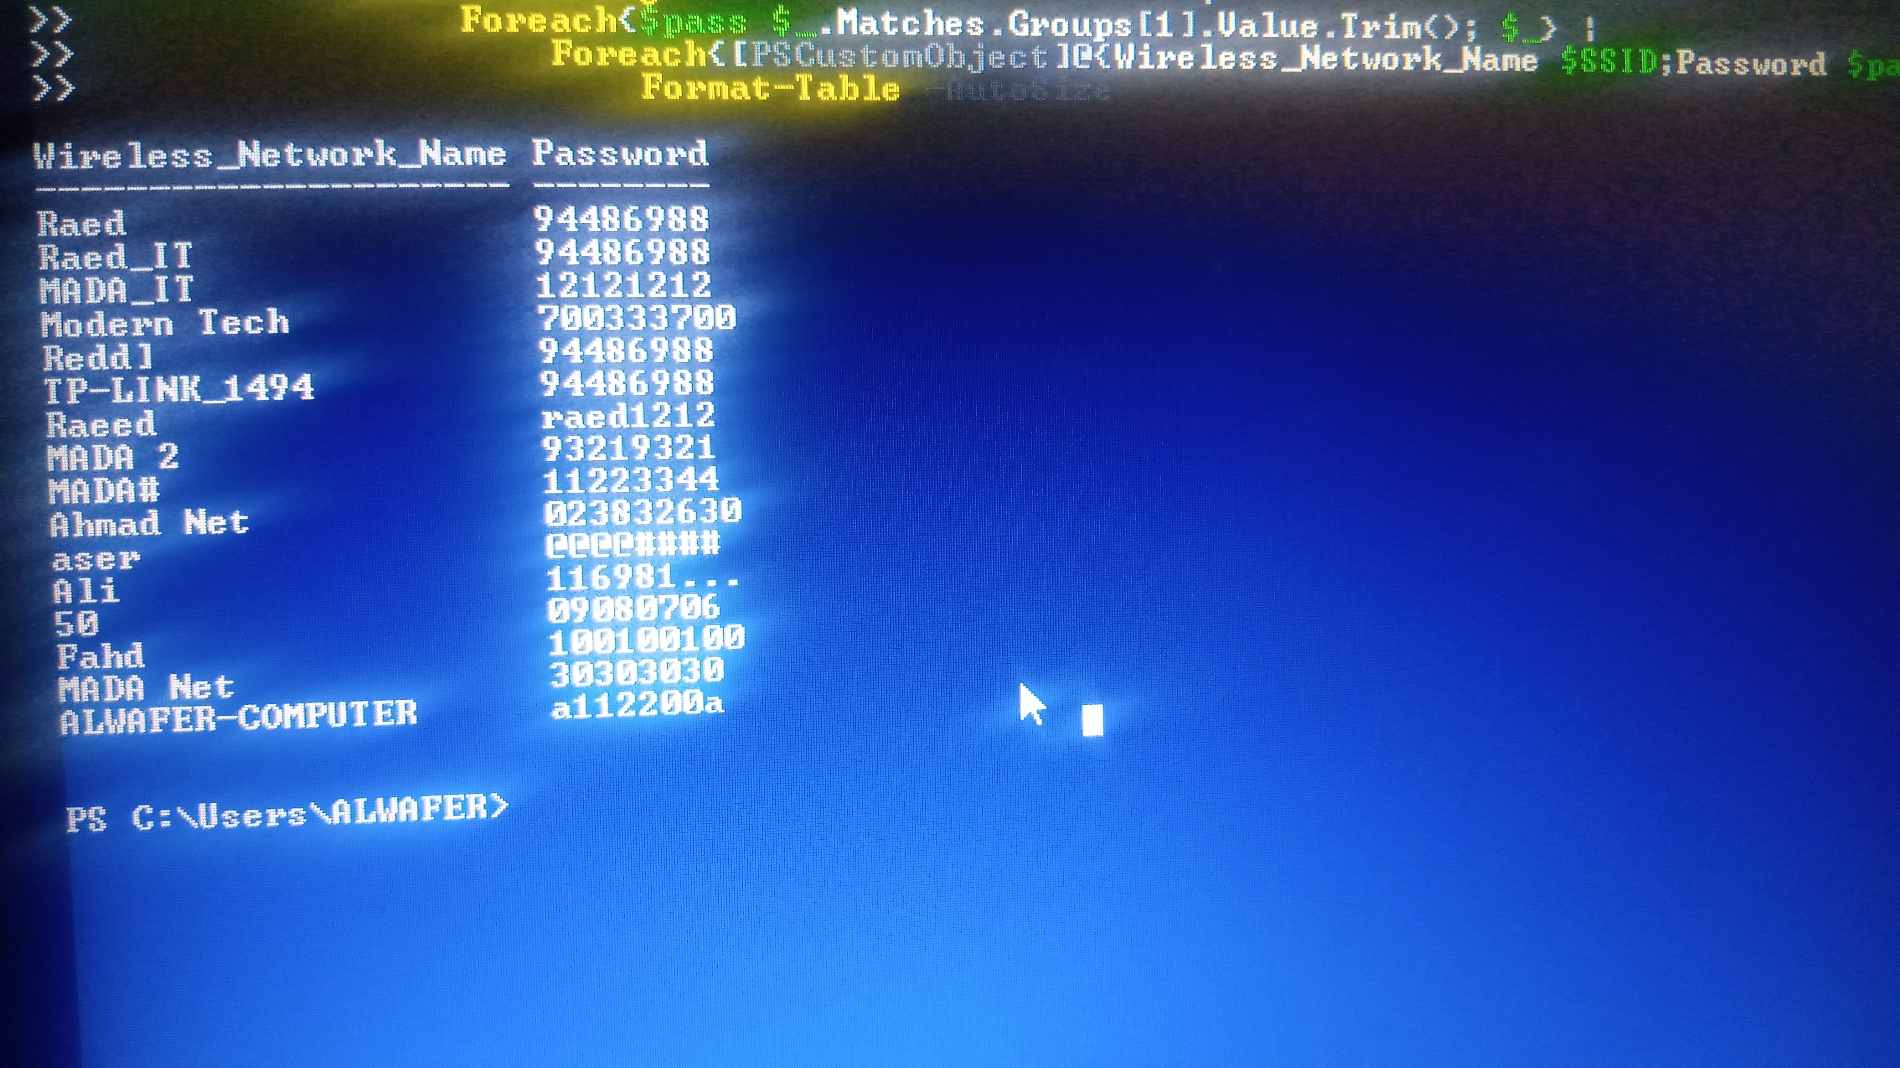 >> Foreach{$pass $_.Matches.Groups[1].Value.Trim(); $_} |
>> Foreach{[PSCustomObject]@{Wireless_Network_Name $SSID;Password $pa
>> Format-Table -AutoSize
Wireless_Network_Name Password
--------------------- --------
Raed 94486988
Raed_IT 94486988
MADA_IT 12121212
Modern Tech 700333700
Redd] 94486988
TP-LINK_1494 94486988
Raeed raed1212
MADA 2 93219321
MADA# 11223344
Ahmad Net 023832630
aser @@@@####
Ali 116981...
50 09080706
Fahd 100100100
MADA Net 30303030
ALWAFER-COMPUTER a112200a
PS C:\Users\ALWAFER>